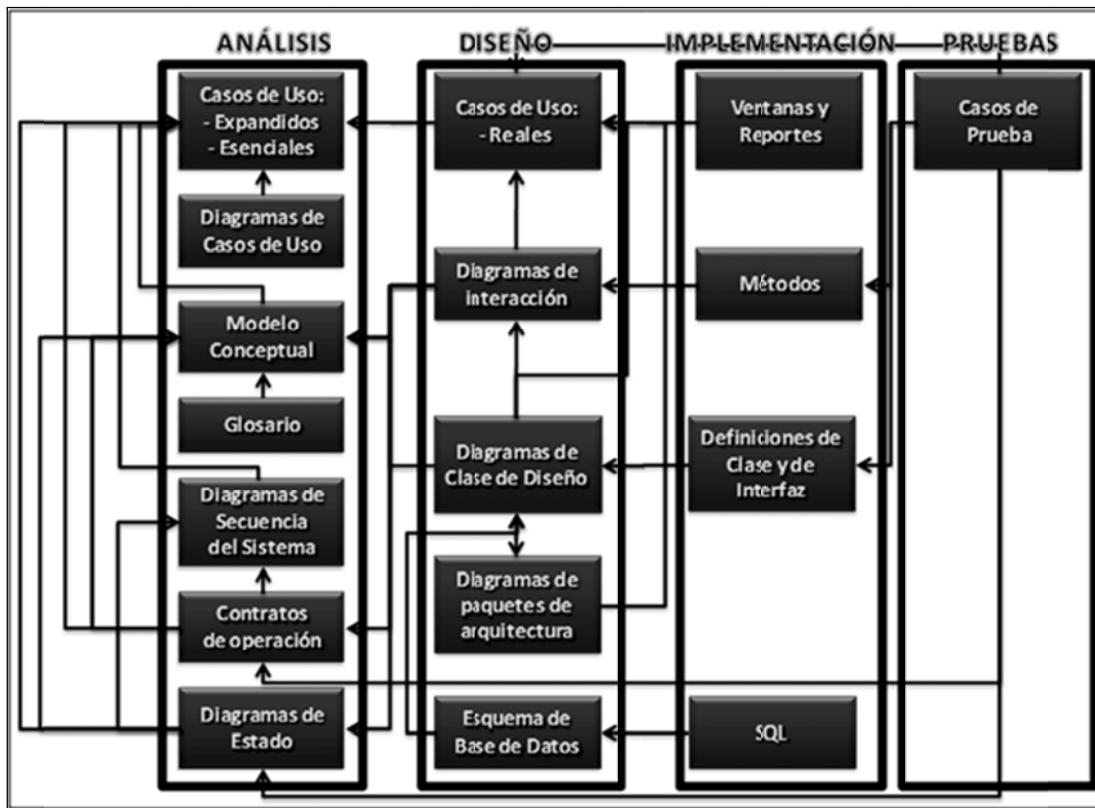 ANÁLISIS
DISEÑO
IMPLEMENTACIÓN
PRUEBAS
Casos de Uso:
- Expandidos
- Esenciales
Diagramas de
Casos de Uso
Modelo
Conceptual
Glosario
Diagramas de
Secuencia
del Sistema
Contratos
de operación
Diagramas de
Estado
Casos de Uso:
- Reales
Diagramas de
interacción
Diagramas de
Clase de Diseño
Diagramas de
paquetes de
arquitectura
Esquema de
Base de Datos
Ventanas y
Reportes
Métodos
Definiciones de
Clase y de
Interfaz
SQL
Casos de
Prueba